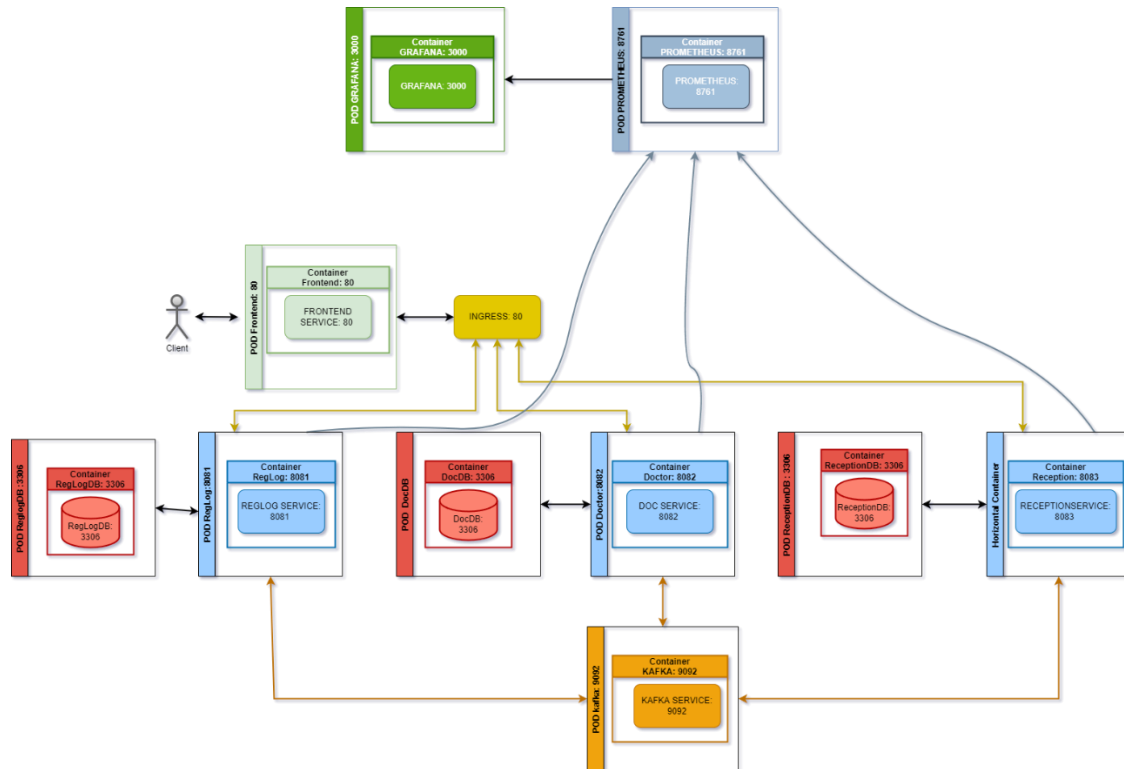 POD GRAFANA: 3000
Container
GRAFANA: 3000
GRAFANA: 3000
POD PROMETHEUS: 8761
Container
PROMETHEUS: 8761
PROMETHEUS:
8761
Client
POD Frontend: 80
Container
Frontend: 80
FRONTEND
SERVICE: 80
INGRESS: 80
POD ReglogDB :3306
Container
RegLogDB: 3306
RegLogDB:
3306
POD RegLog:8081
Container
RegLog: 8081
REGLOG SERVICE:
8081
POD DocDB
Container
DocDB: 3306
DocDB:
3306
POD Doctor:8082
Container
Doctor: 8082
DOC SERVICE:
8082
POD ReceptionDB : 3306
Container
ReceptionDB: 3306
ReceptionDB:
3306
Horizontal Container
Container
Reception: 8083
RECEPTIONSERVICE:
8083
POD kafka: 9092
Container
KAFKA: 9092
KAFKA SERVICE:
9092